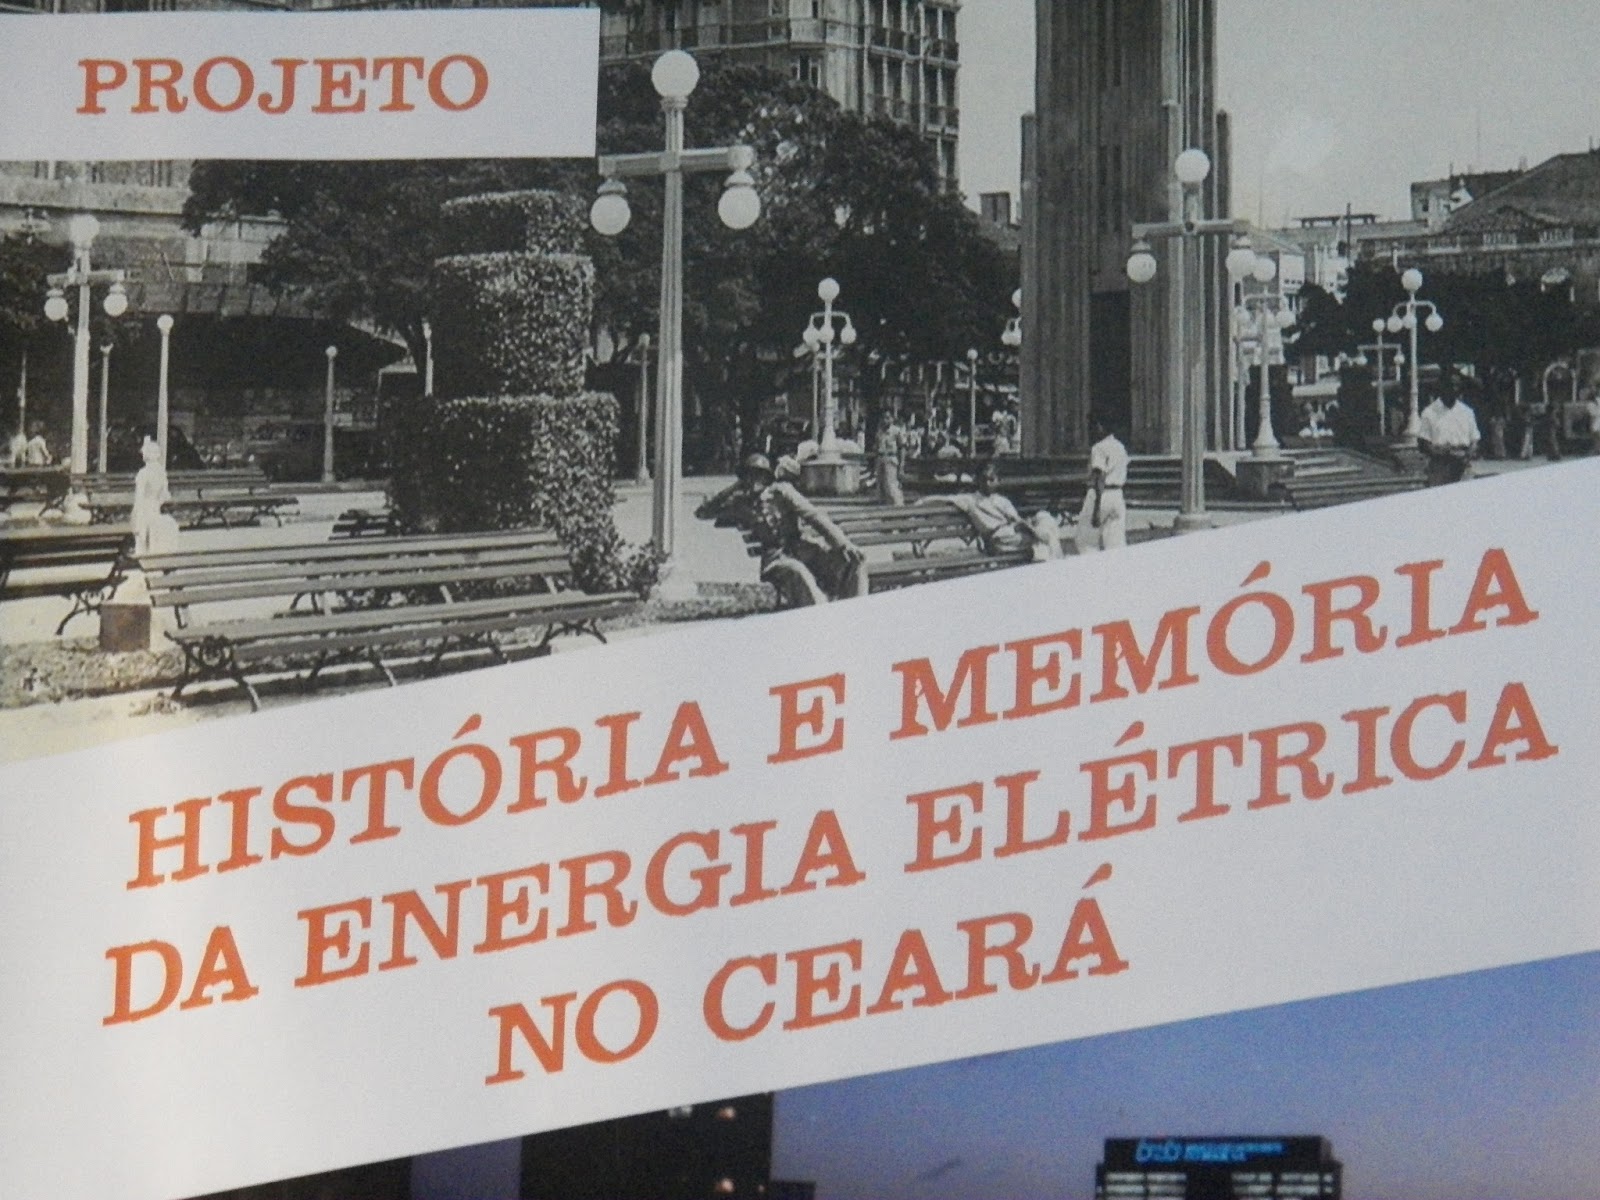 PROJETO
HISTÓRIA E MEMÓRIA
DA ENERGIA ELÉTRICA
NO CEARÁ